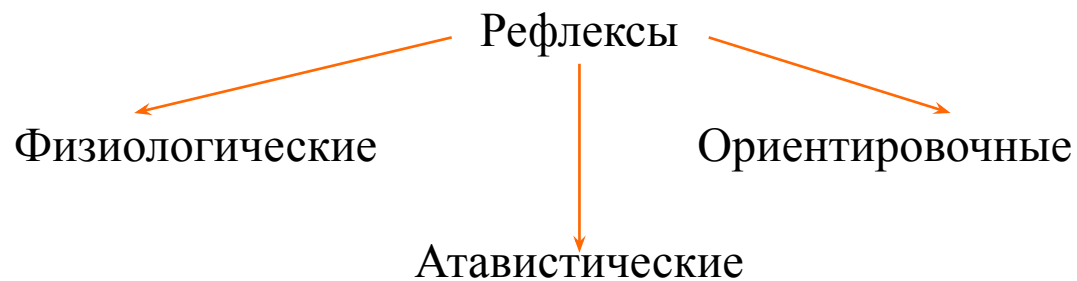 Рефлексы
Физиологические
Ориентировочные
Атавистические